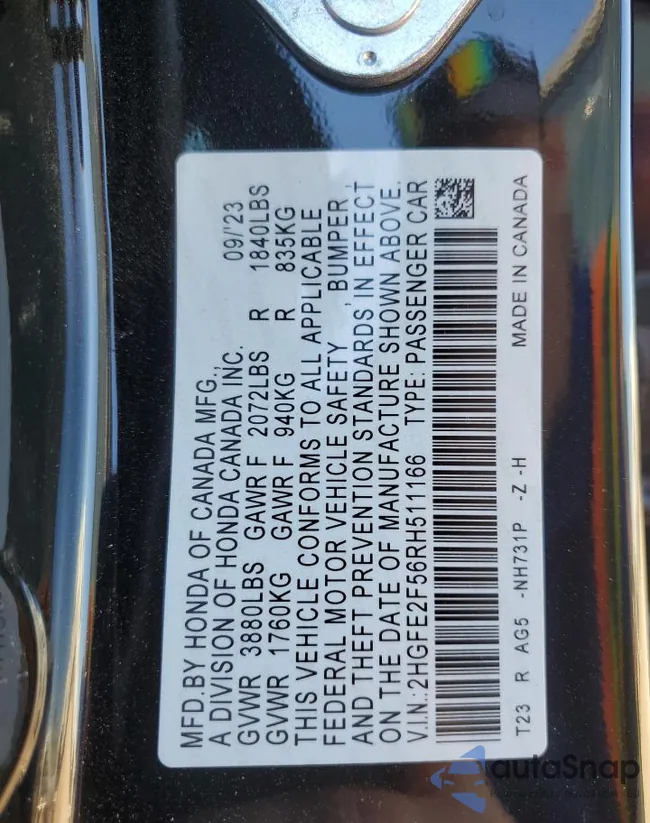 MFD.BY HONDA OF CANADA MFG.,
A DIVISION OF HONDA CANADA INC. 09/'23
GVWR 3880LBS GAWR F 2072LBS R 1840LBS
GVWR 1760KG GAWR F 940KG R 835KG
THIS VEHICLE CONFORMS TO ALL APPLICABLE
FEDERAL MOTOR VEHICLE SAFETY, BUMPER,
AND THEFT PREVENTION STANDARDS IN EFFECT
ON THE DATE OF MANUFACTURE SHOWN ABOVE.
V.I.N.:2HGFE2F56RH511166 TYPE: PASSENGER CAR
T23 R AG5 -NH731P -Z -H MADE IN CANADA
autoSnap